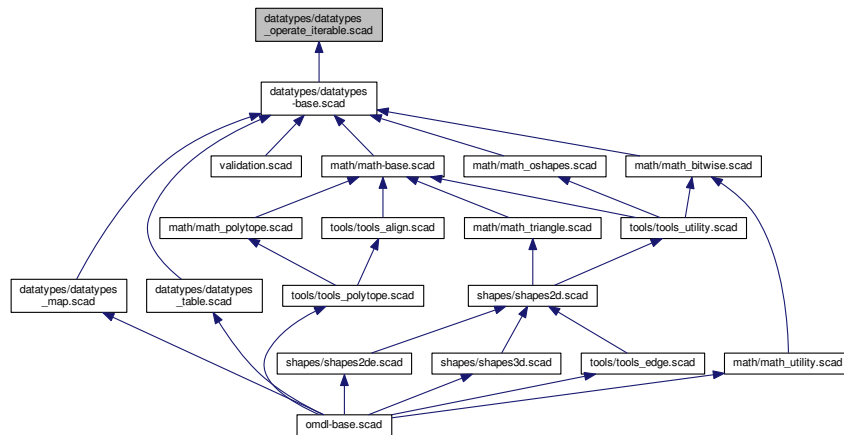 datatypes/datatypes
_operate_iterable.scad
datatypes/datatypes
-base.scad
validation.scad
math/math-base.scad
math/math_oshapes.scad
math/math_bitwise.scad
math/math_polytope.scad
tools/tools_align.scad
math/math_triangle.scad
tools/tools_utility.scad
datatypes/datatypes
_map.scad
datatypes/datatypes
_table.scad
tools/tools_polytope.scad
shapes/shapes2d.scad
shapes/shapes2de.scad
shapes/shapes3d.scad
tools/tools_edge.scad
math/math_utility.scad
omdl-base.scad